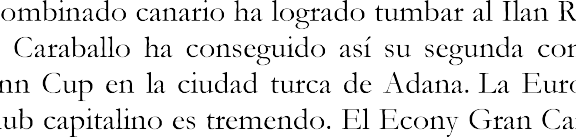 ombinado canario ha logrado tumbar al Ilan R
Caraballo ha conseguido así su segunda con
nn Cup en la ciudad turca de Adana. La Euro
ub capitalino es tremendo. El Econy Gran Ca